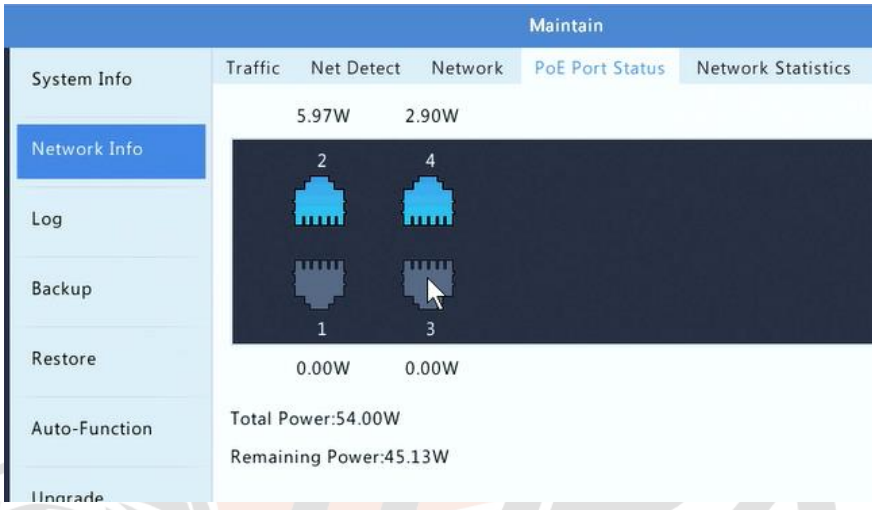 Maintain
System Info
Network Info
Log
Backup
Restore
Auto-Function
Upgrade
Traffic Net Detect Network PoE Port Status Network Statistics
5.97W 2.90W
2 4
1 3
0.00W 0.00W
Total Power:54.00W
Remaining Power:45.13W